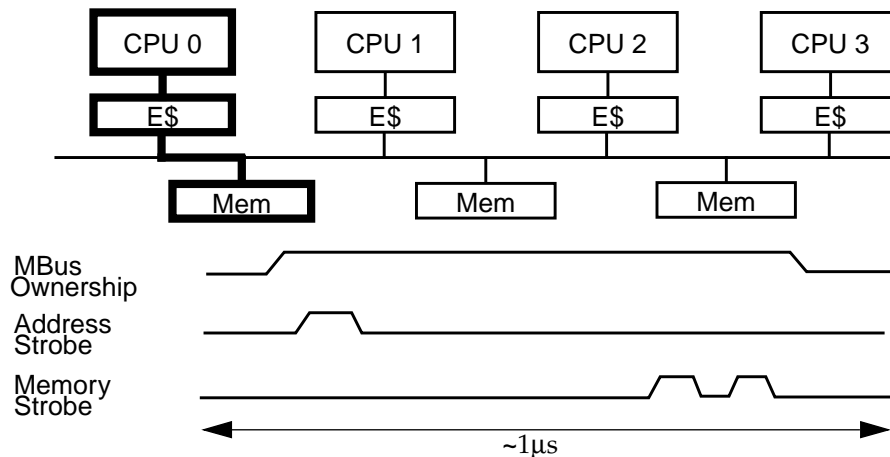 CPU 0
CPU 1
CPU 2
CPU 3
E$
E$
E$
E$
Mem
Mem
Mem
MBus
Ownership
Address
Strobe
Memory
Strobe
~1μs